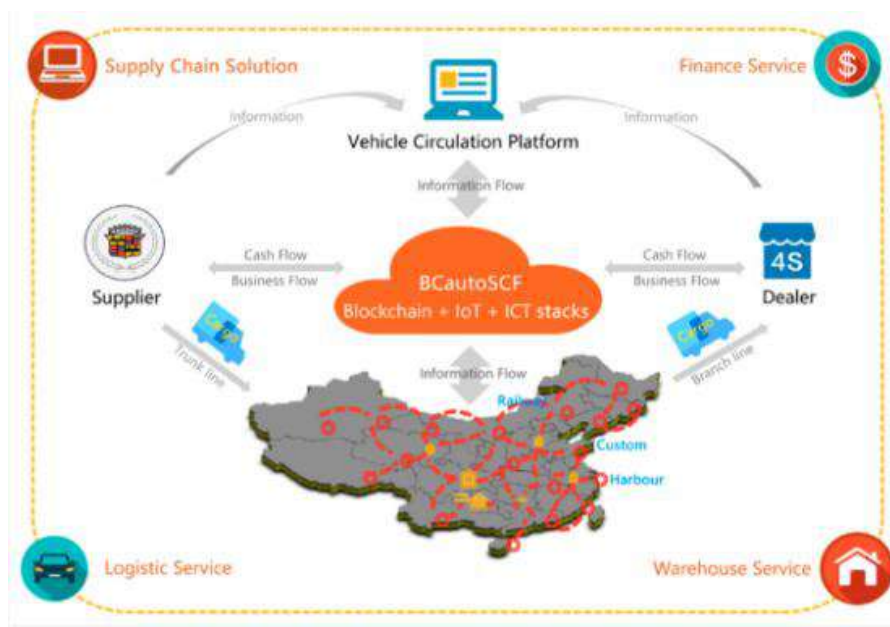 Supply Chain Solution
Finance Service
Information
Information
Vehicle Circulation Platform
Information Flow
Cash Flow
Business Flow
BCautoSCF
Blockchain + IoT + ICT stacks
Cash Flow
Business Flow
4S
Supplier
Dealer
Cargo
Cargo
Trunk line
Information Flow
Branch line
Railway
Custom
Harbour
Logistic Service
Warehouse Service